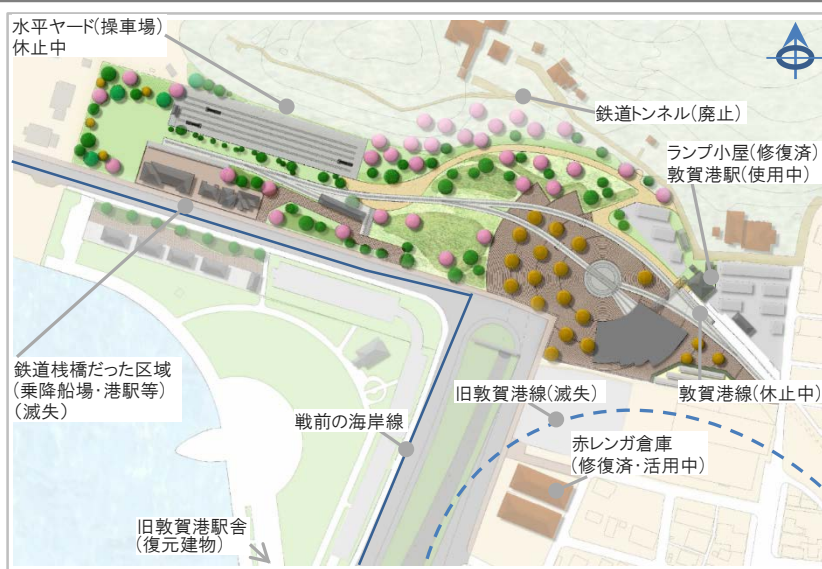 水平ヤード(操車場)
休止中
鉄道トンネル(廃止)
ランプ小屋(修復済)
敦賀港駅(使用中)
鉄道桟橋だった区域
(乗降船場・港駅等)
(滅失)
戦前の海岸線
旧敦賀港線(滅失)
敦賀港線(休止中)
赤レンガ倉庫
(修復済・活用中)
旧敦賀港駅舎
(復元建物)